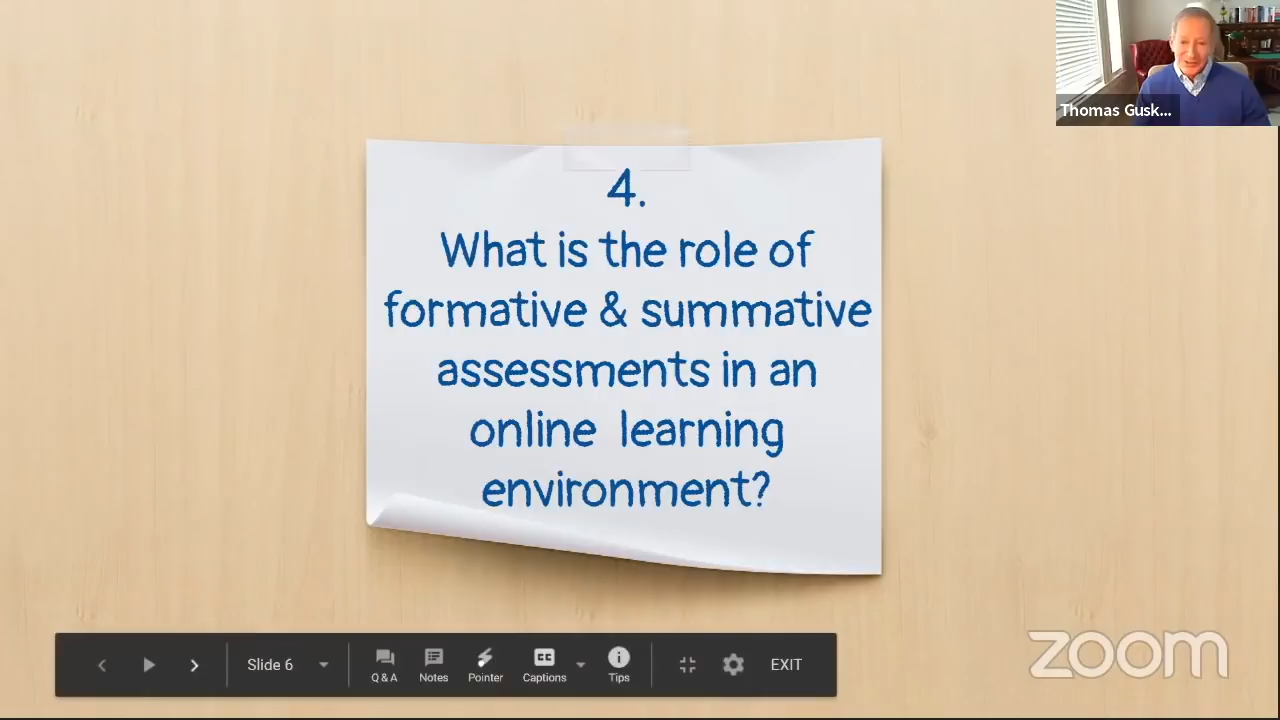 Thomas Gusk...
4.
What is the role of
formative & summative
assessments in an
online learning
environment?
Slide 6
Q & A
Notes
Pointer
CC
Captions
Tips
EXIT
zoom